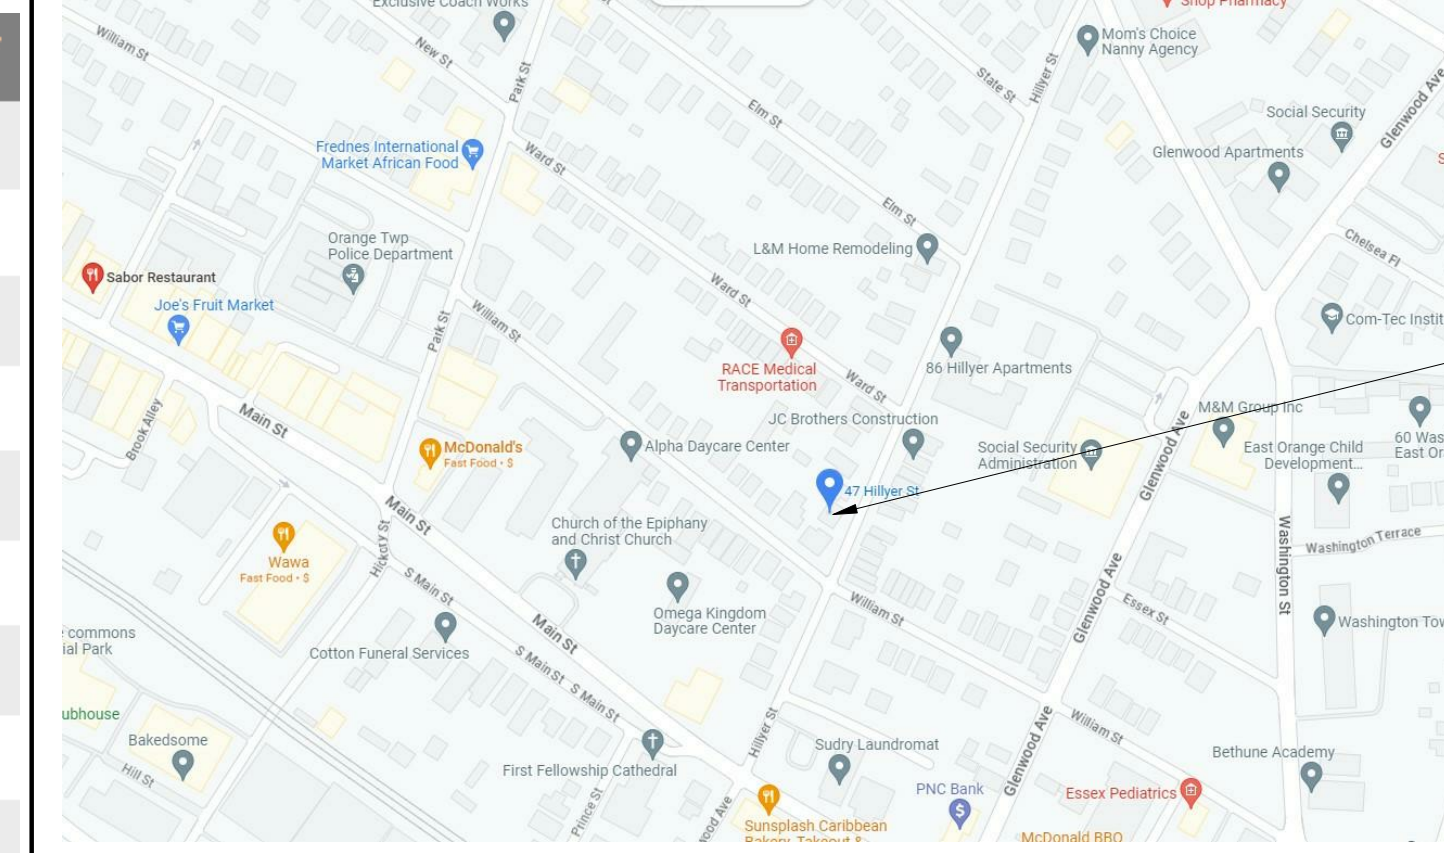 Exclusive Coach Works
Shop Pharmacy
William St
New St
Park St
Mom's Choice
Nanny Agency
State St
Hillyer St
Elm St
Social Security
Glenwood Ave
Frednes International
Market African Food
Ward St
Glenwood Apartments
Elm St
Orange Twp
Police Department
L&M Home Remodeling
Chelsea Pl
Sabor Restaurant
Joe's Fruit Market
Ward St
William St
Park St
Com-Tec Instit
RACE Medical
Transportation
86 Hillyer Apartments
Ward St
Main St
Brook Alley
JC Brothers Construction
M&M Group Inc
McDonald's
Fast Food • $
Alpha Daycare Center
Social Security
Administration
Glenwood Ave
East Orange Child
Development...
60 Was
East Or
47 Hillyer St
Main St
Church of the Epiphany
and Christ Church
Hickory St
Washington St
Washington Terrace
Wawa
Fast Food • $
S Main St
Omega Kingdom
Daycare Center
William St
Glenwood Ave
Essex St
Washington Tow
commons
ial Park
Cotton Funeral Services
Main St
S Main St
S Main St
ubhouse
Bakedsome
Hill St
Hillyer St
Glenwood Ave
William St
Sudry Laundromat
Bethune Academy
First Fellowship Cathedral
Prince St
PNC Bank
Essex Pediatrics
ood Ave
Sunsplash Caribbean
Bakery, Takeout &
McDonald BBQ